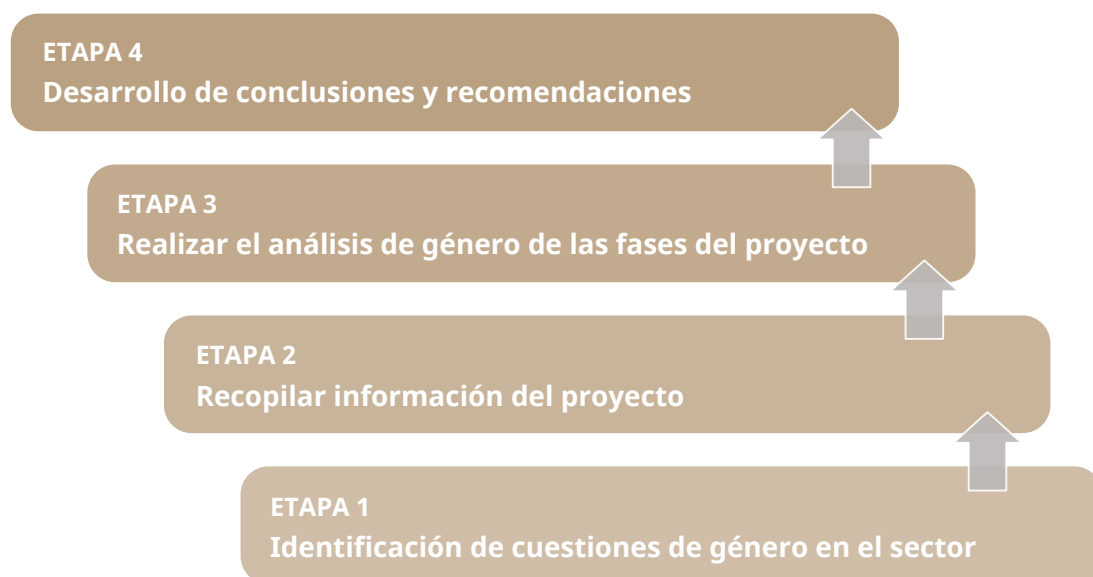 ETAPA 4
Desarrollo de conclusiones y recomendaciones
ETAPA 3
Realizar el análisis de género de las fases del proyecto
ETAPA 2
Recopilar información del proyecto
ETAPA 1
Identificación de cuestiones de género en el sector